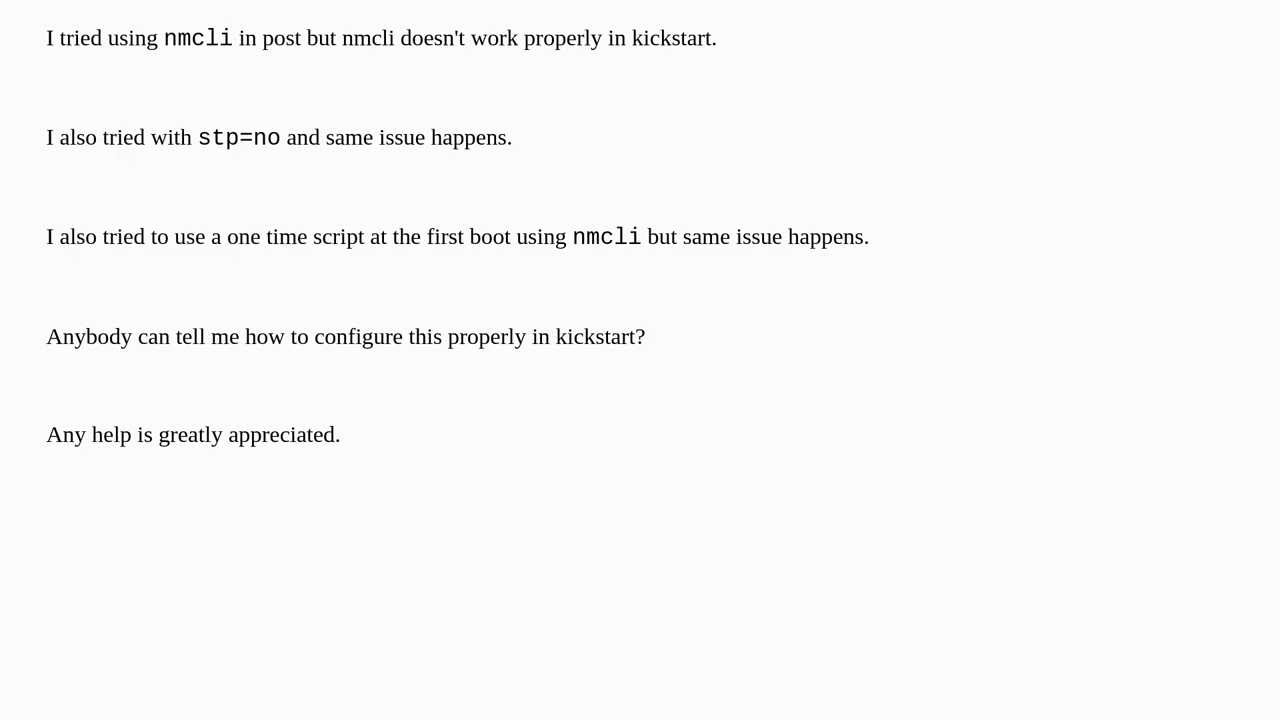 I tried using nmcli in post but nmcli doesn't work properly in kickstart.
I also tried with stp=no and same issue happens.
I also tried to use a one time script at the first boot using nmcli but same issue happens.
Anybody can tell me how to configure this properly in kickstart?
Any help is greatly appreciated.